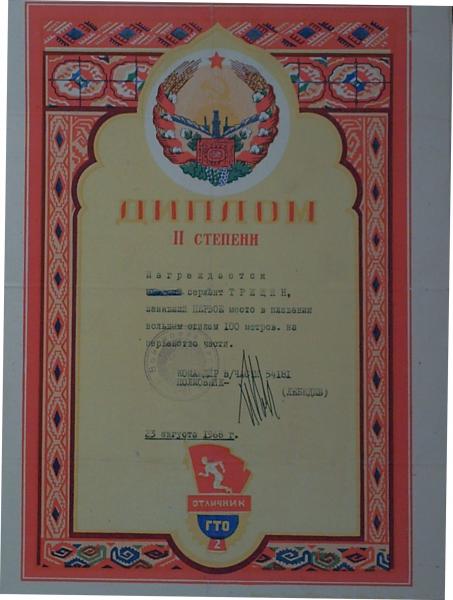 ДИПЛОМ
II СТЕПЕНИ
Награждается
сержант ТРИЩИН,
занявший ПЕРВОЕ место в плавании
вольным стилем 100 метров. на
первенство части.
КОМАНДИР В/ЧАСТИ 54181
ПОЛКОВНИК-
(ЛЕБЕДЕВ)
23 августа 1966 г.
ОТЛИЧНИК
ГТО
2